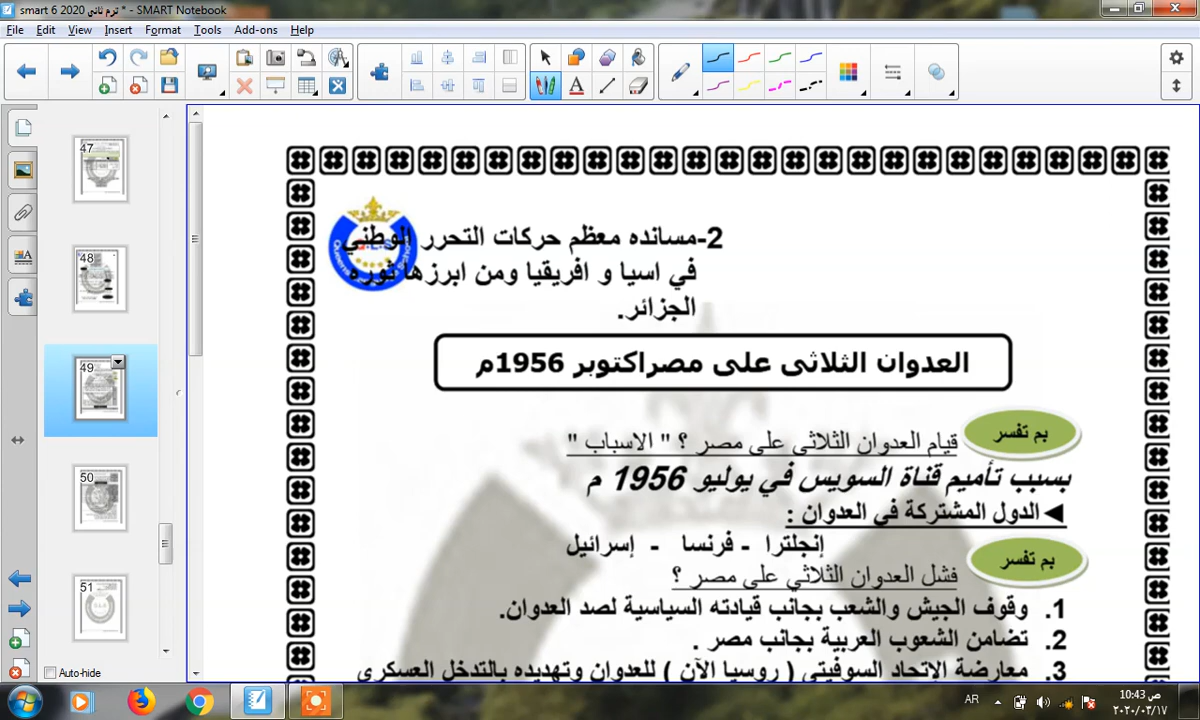 smart 6 2020 ترم ثانى * - SMART Notebook
File Edit View Insert Format Tools Add-ons Help
47
48
49
50
51
Auto-hide
2-مسانده معظم حركات التحرر الوطني
في اسيا و افريقيا ومن ابرزها ثوره
الجزائر.
العدوان الثلاثى على مصراكتوبر 1956م
بم تفسر
قيام العدوان الثلاثي على مصر ؟ " الاسباب "
بسبب تأميم قناة السويس في يوليو 1956 م
◄الدول المشتركة في العدوان :
إنجلترا - فرنسا - إسرائيل
بم تفسر
فشل العدوان الثلاثي على مصر ؟
1. وقوف الجيش والشعب بجانب قيادته السياسية لصد العدوان.
2. تضامن الشعوب العربية بجانب مصر .
3. معارضة الاتحاد السوفيتي ( روسيا الآن ) للعدوان وتهديده بالتدخل العسكرى
AR
10:43 ص
٢٠٢٠/٠٣/١٧